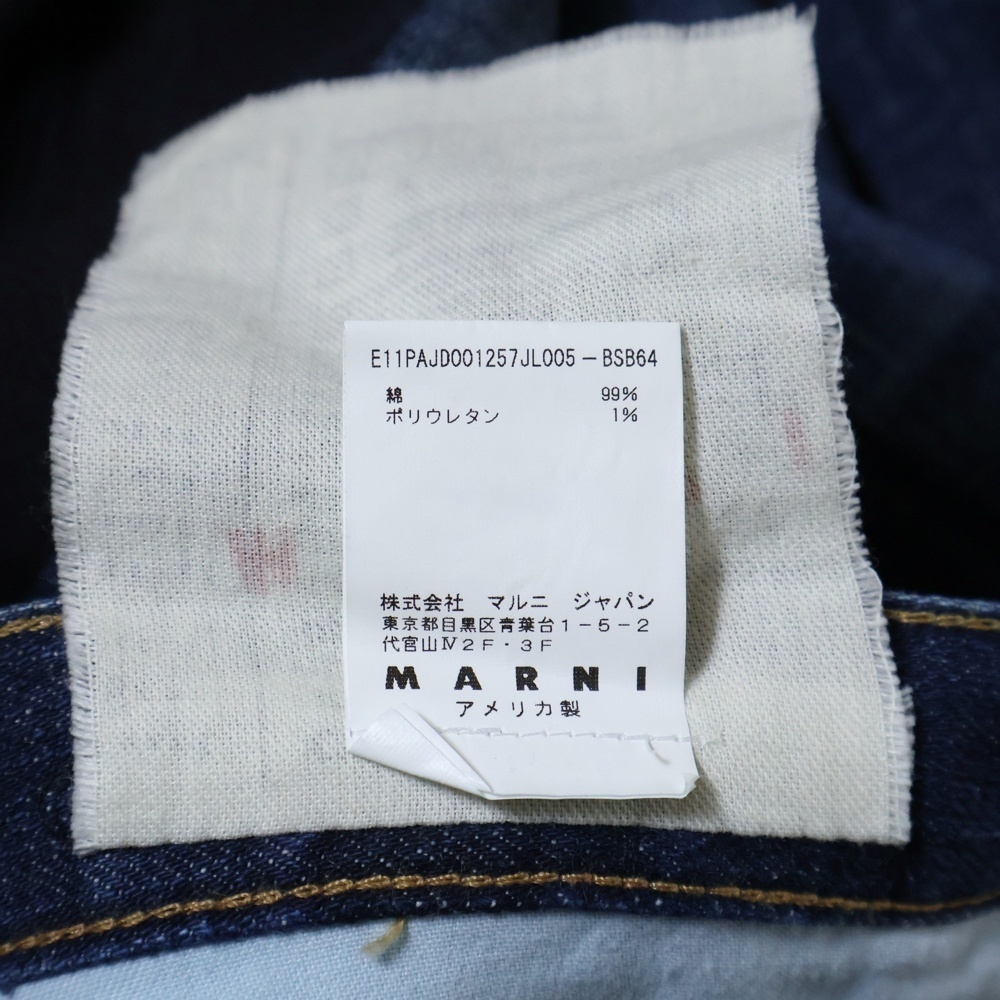 E11PAJD001257JL005－BSB64
綿 99%
ポリウレタン 1%
株式会社 マルニ ジャパン
東京都目黒区青葉台１－５－２
代宮山Ⅳ２Ｆ・３Ｆ
MARNI
アメリカ製